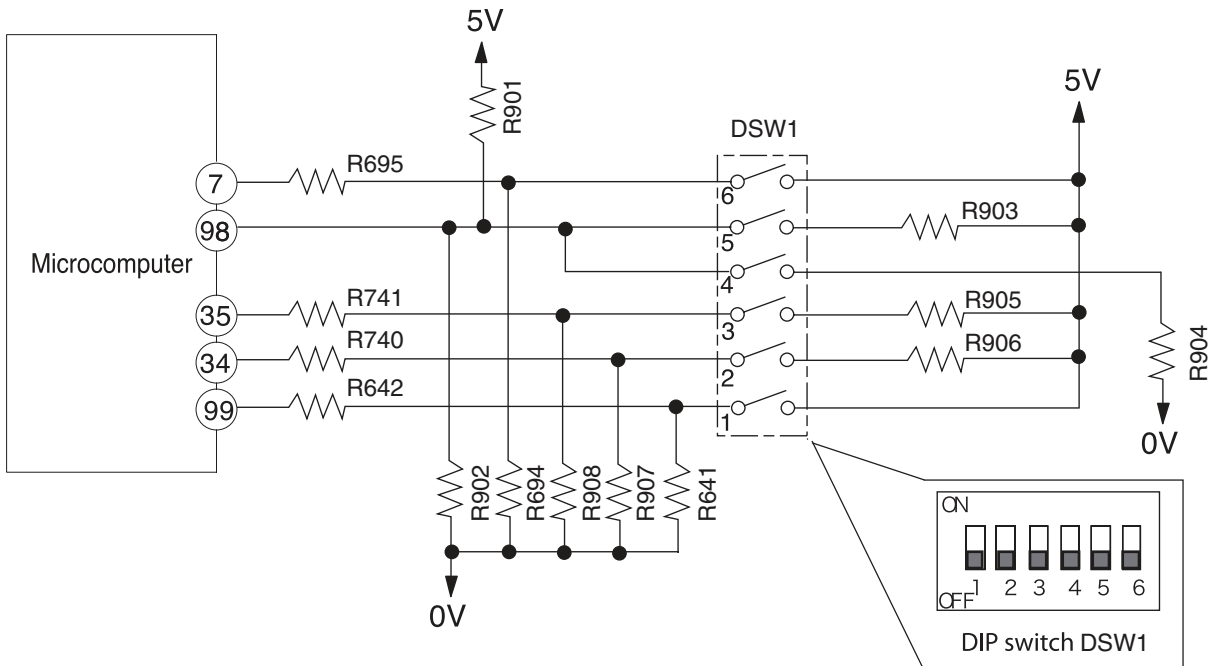 5V
R901
5V
DSW1
R695
7
6
R903
98
5
Microcomputer
4
R741
R905
35
3
R740
R906
34
2
R904
R642
99
1
0V
R902
R694
R908
R907
R641
ON
1 2 3 4 5 6
OFF
0V
DIP switch DSW1